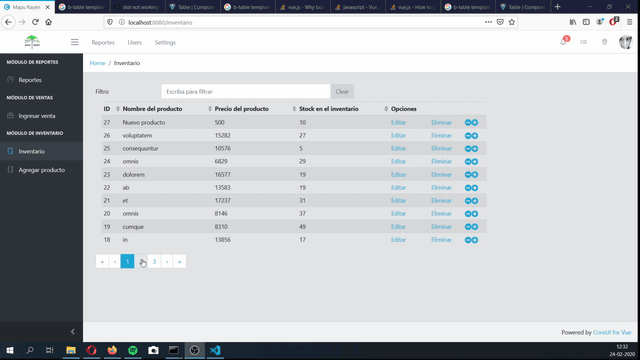 Mapu Rayen
b-table template
slot not working
Table | Compone
b-table template
vue.js - Why boo
javascript - Vue.
vue.js - How to
Table | Compone
localhost:8080/inventario
Reportes Users Settings
MÓDULO DE REPORTES
Home / Inventario
Reportes
Filtro Escriba para filtrar Clear
MÓDULO DE VENTAS
Ingresar venta
MÓDULO DE INVENTARIO
Inventario
Agregar producto
ID Nombre del producto Precio del producto Stock en el inventario Opciones
27 Nuevo producto 500 10 Editar Eliminar
26 voluptatem 15282 27 Editar Eliminar
25 consequuntur 10576 5 Editar Eliminar
24 omnis 6829 29 Editar Eliminar
23 dolorem 16577 19 Editar Eliminar
22 ab 13583 19 Editar Eliminar
21 et 17237 31 Editar Eliminar
20 omnis 8146 37 Editar Eliminar
19 cumque 8310 49 Editar Eliminar
18 in 13856 17 Editar Eliminar
« ‹ 1 3 › »
Powered by CoreUI for Vue
12:32
24-02-2020